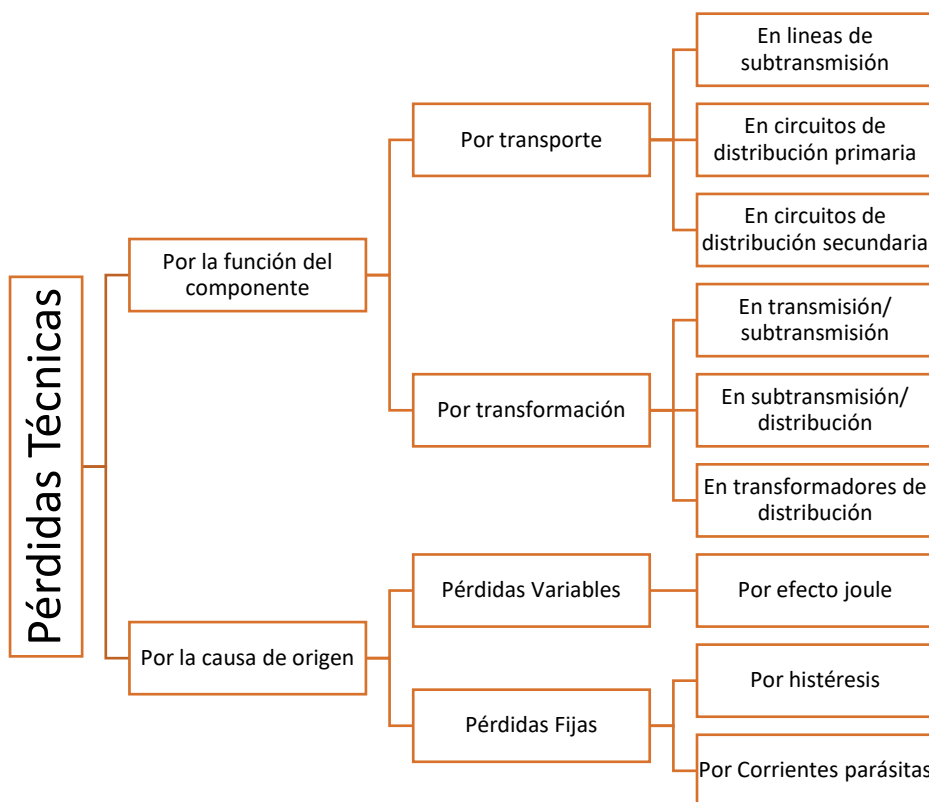 Pérdidas Técnicas
Por la función del
componente
Por transporte
En lineas de
subtransmisión
En circuitos de
distribución primaria
En circuitos de
distribución secundaria
Por transformación
En transmisión/
subtransmisión
En subtransmisión/
distribución
En transformadores de
distribución
Por la causa de origen
Pérdidas Variables
Por efecto joule
Pérdidas Fijas
Por histéresis
Por Corrientes parásitas